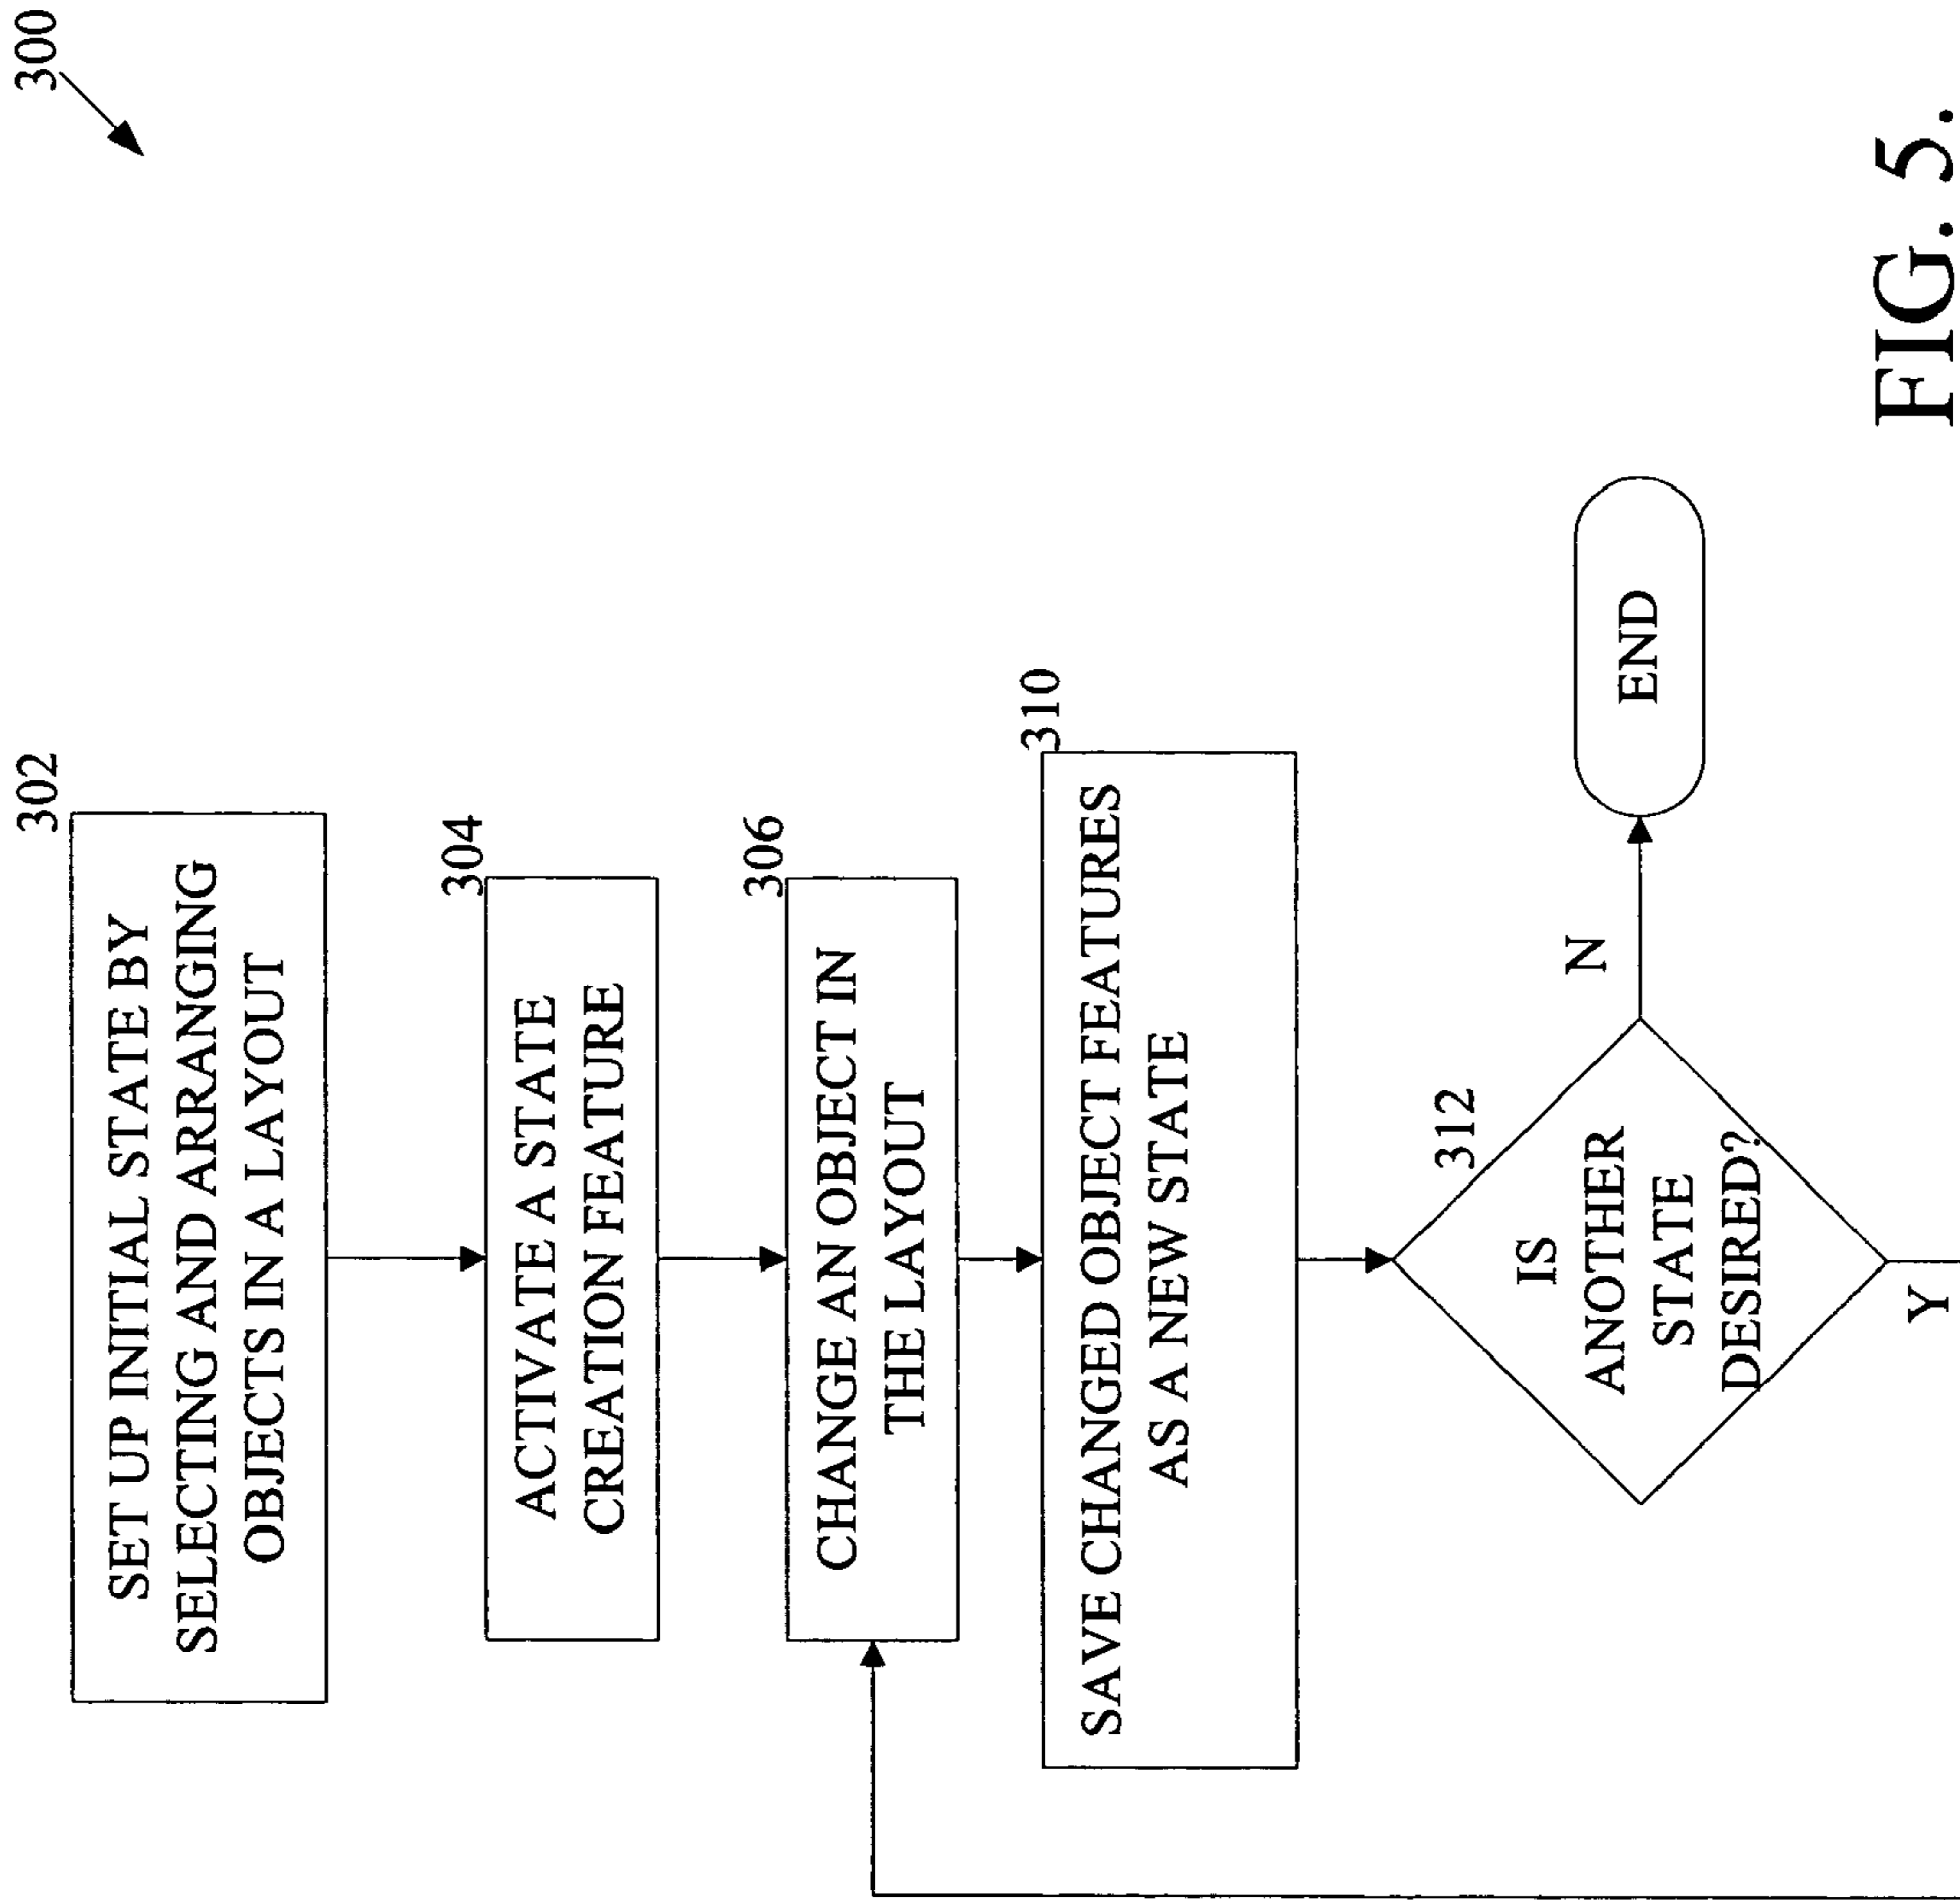 300
302
SET UP INITIAL STATE BY
SELECTING AND ARRANGING
OBJECTS IN A LAYOUT
304
ACTIVATE A STATE
CREATION FEATURE
306
CHANGE AN OBJECT IN
THE LAYOUT
310
SAVE CHANGED OBJECT FEATURES
AS A NEW STATE
312
IS
ANOTHER
STATE
DESIRED?
N
END
Y
FIG. 5.